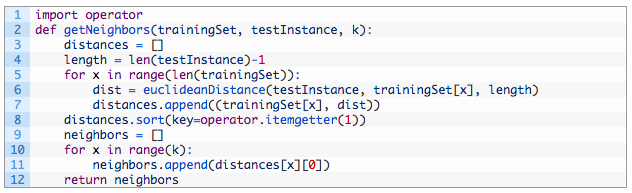 1 import operator
2 def getNeighbors(trainingSet, testInstance, k):
3     distances = []
4     length = len(testInstance)-1
5     for x in range(len(trainingSet)):
6         dist = euclideanDistance(testInstance, trainingSet[x], length)
7         distances.append((trainingSet[x], dist))
8     distances.sort(key=operator.itemgetter(1))
9     neighbors = []
10     for x in range(k):
11         neighbors.append(distances[x][0])
12     return neighbors